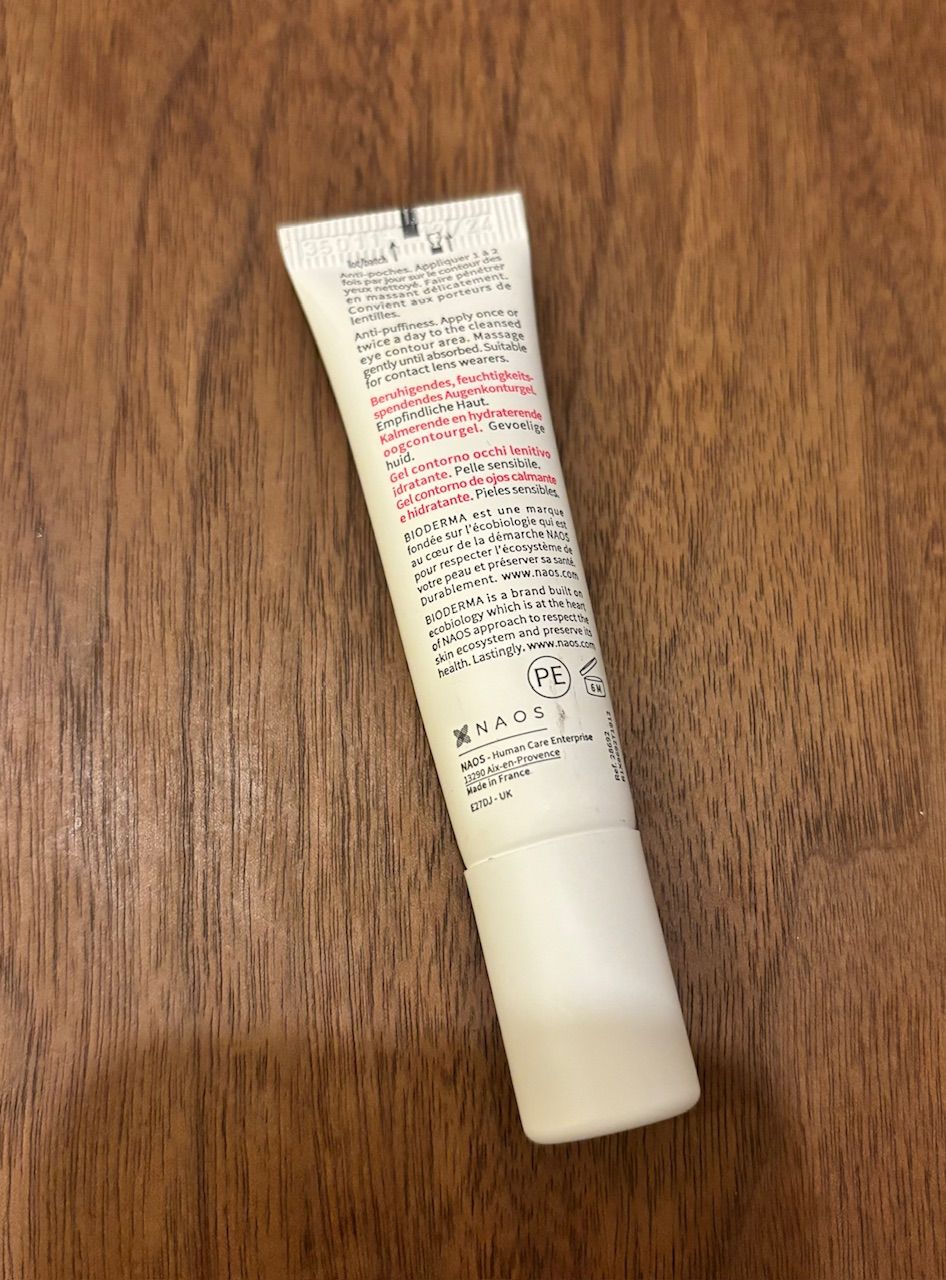 lot/batch
Anti-poches. Appliquer 1 à 2
fois par jour sur le contour des
yeux nettoyé. Faire pénétrer
en massant délicatement.
Convient aux porteurs de
lentilles.
Anti-puffiness. Apply once or
twice a day to the cleansed
eye contour area. Massage
gently until absorbed. Suitable
for contact lens wearers.
Beruhigendes, feuchtigkeits-
spendendes Augenkonturgel.
Empfindliche Haut.
Kalmerende en hydraterende
oogcontourgel. Gevoelige
huid.
Gel contorno occhi lenitivo
idratante. Pelle sensibile.
Gel contorno de ojos calmante
e hidratante. Pieles sensibles.
BIODERMA est une marque
fondée sur l'écobiologie qui est
au cœur de la démarche NAOS
pour respecter l'écosystème de
votre peau et préserver sa santé.
Durablement. www.naos.com
BIODERMA is a brand built on
ecobiology which is at the heart
of NAOS approach to respect the
skin ecosystem and preserve its
health. Lastingly. www.naos.com
PE
6 M
NAOS
NAOS - Human Care Enterprise
13290 Aix-en-Provence
Made in France
E27DJ - UK
Ref. 28692